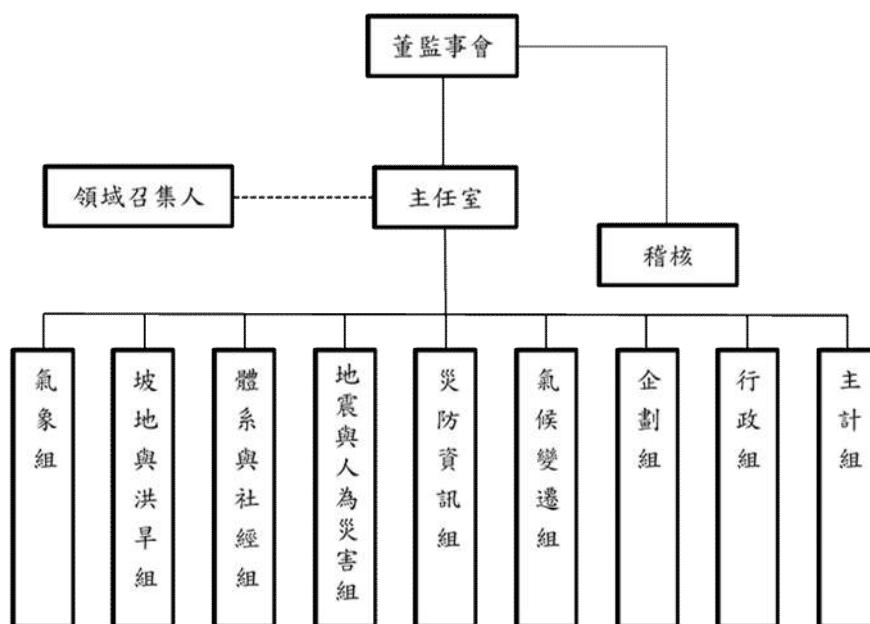 董監事會
領域召集人
主任室
稽核
氣象組
坡地與洪旱組
體系與社經組
地震與人為災害組
災防資訊組
氣候變遷組
企劃組
行政組
主計組